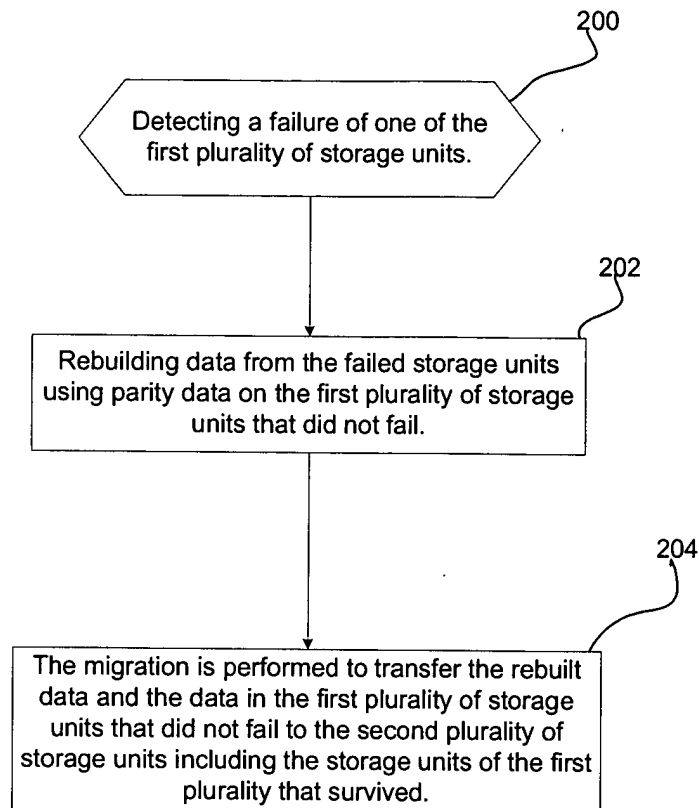 200
Detecting a failure of one of the
first plurality of storage units.
202
Rebuilding data from the failed storage units
using parity data on the first plurality of storage
units that did not fail.
204
The migration is performed to transfer the rebuilt
data and the data in the first plurality of storage
units that did not fail to the second plurality of
storage units including the storage units of the first
plurality that survived.